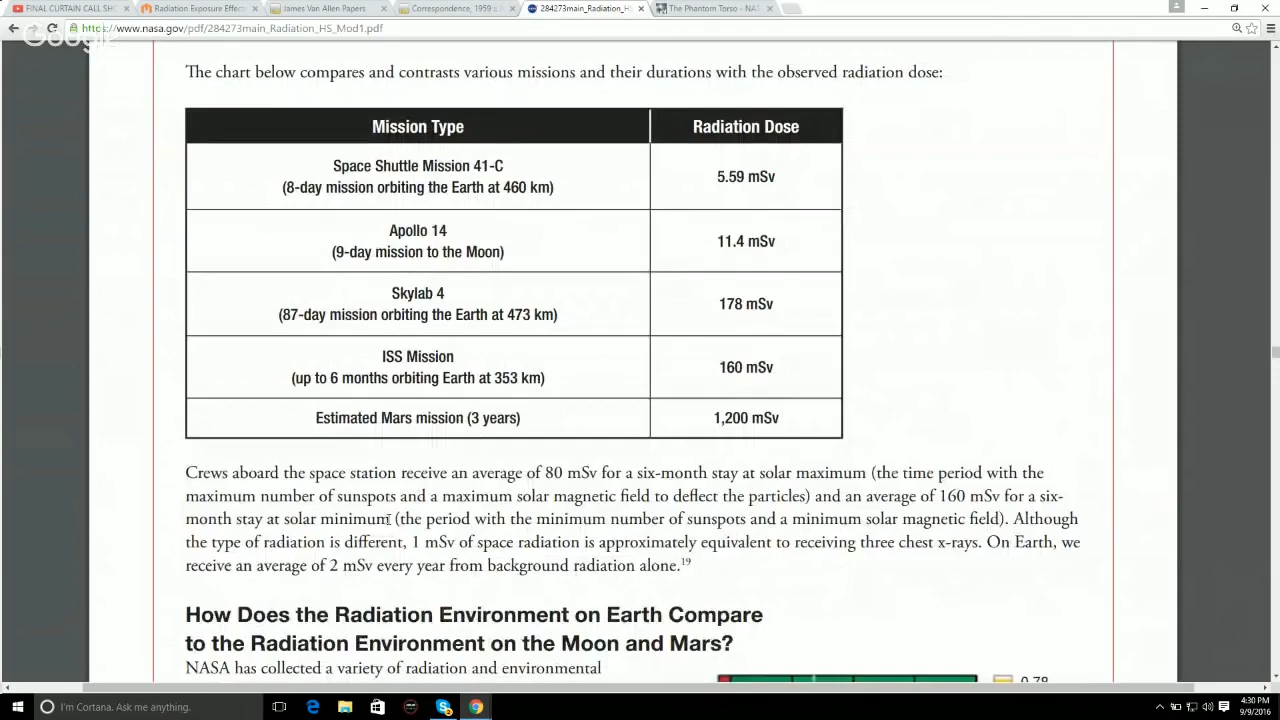 FINAL CURTAIN CALL SH
Radiation Exposure Effec
James Van Allen Papers
Correspondence, 1959 |
284273main_Radiation_HS
The Phantom Torso - NAS
https://www.nasa.gov/pdf/284273main_Radiation_HS_Mod1.pdf
Google
The chart below compares and contrasts various missions and their durations with the observed radiation dose:
Mission Type
Radiation Dose
Space Shuttle Mission 41-C
(8-day mission orbiting the Earth at 460 km)
5.59 mSv
Apollo 14
(9-day mission to the Moon)
11.4 mSv
Skylab 4
(87-day mission orbiting the Earth at 473 km)
178 mSv
ISS Mission
(up to 6 months orbiting Earth at 353 km)
160 mSv
Estimated Mars mission (3 years)
1,200 mSv
Crews aboard the space station receive an average of 80 mSv for a six-month stay at solar maximum (the time period with the
maximum number of sunspots and a maximum solar magnetic field to deflect the particles) and an average of 160 mSv for a six-
month stay at solar minimum (the period with the minimum number of sunspots and a minimum solar magnetic field). Although
the type of radiation is different, 1 mSv of space radiation is approximately equivalent to receiving three chest x-rays. On Earth, we
receive an average of 2 mSv every year from background radiation alone.19
How Does the Radiation Environment on Earth Compare
to the Radiation Environment on the Moon and Mars?
NASA has collected a variety of radiation and environmental
0.78
I'm Cortana. Ask me anything.
4:30 PM
9/9/2016